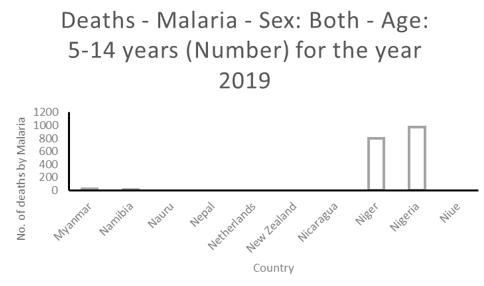 Deaths - Malaria - Sex: Both - Age:
5-14 years (Number) for the year
2019
No. of deaths by Malaria
1200
1000
800
600
400
200
0
Myanmar
Namibia
Nauru
Nepal
Netherlands
New Zealand
Nicaragua
Niger
Nigeria
Niue
Country